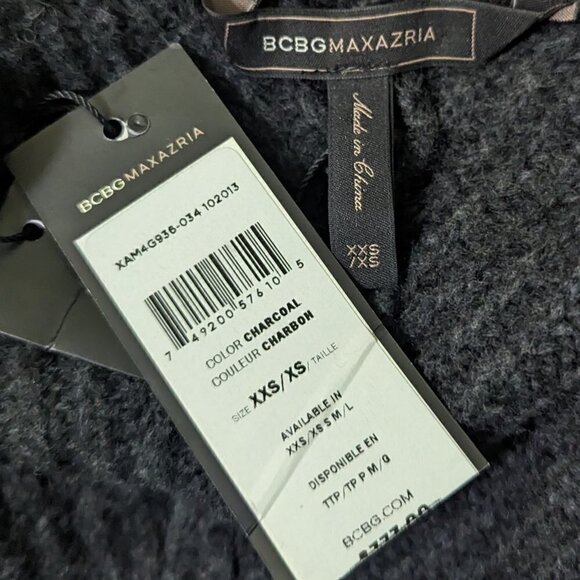 BCBGMAXAZRIA
Made in China
XXS
/XS
BCBGMAXAZRIA
XAM4G936-034 102013
7 49200 57610 5
COLOR CHARCOAL
COULEUR CHARBON
SIZE XXS/XS / TAILLE
AVAILABLE IN
XXS/XS S M/L
DISPONIBLE EN
TTP/TP P M/G
BCBG.COM